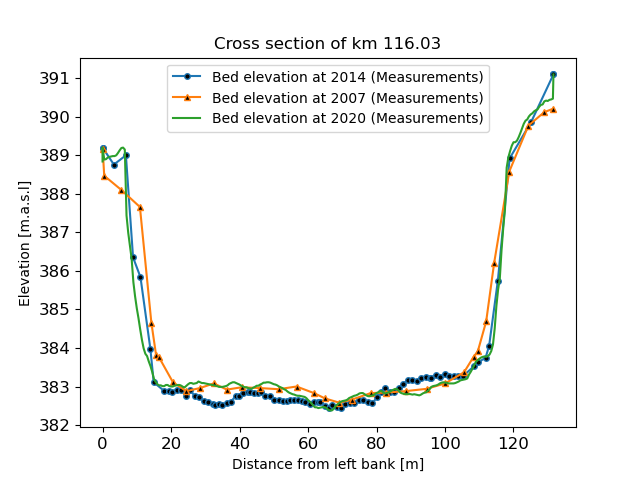 Cross section of km 116.03
Bed elevation at 2014 (Measurements)
Bed elevation at 2007 (Measurements)
Bed elevation at 2020 (Measurements)
Elevation [m.a.s.l]
391
390
389
388
387
386
385
384
383
382
0 20 40 60 80 100 120
Distance from left bank [m]